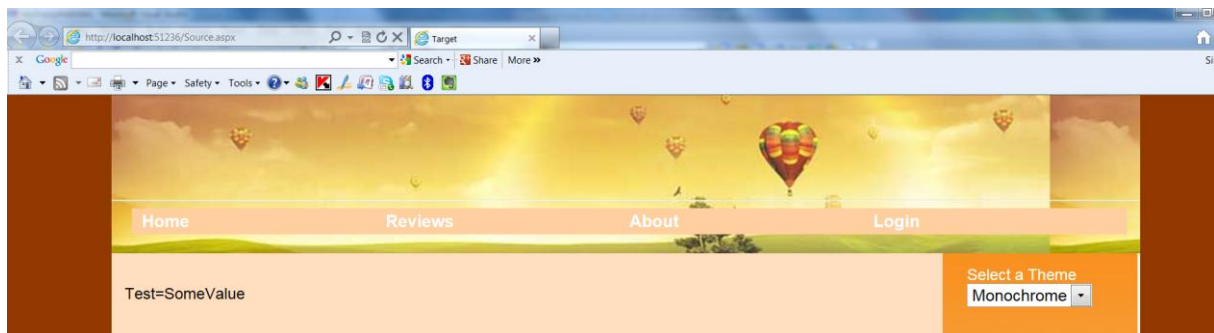 http://localhost:51236/Source.aspx
Target
x Google
Search
Share
More »
Page
Safety
Tools
Home
Reviews
About
Login
Select a Theme
Monochrome
Test=SomeValue